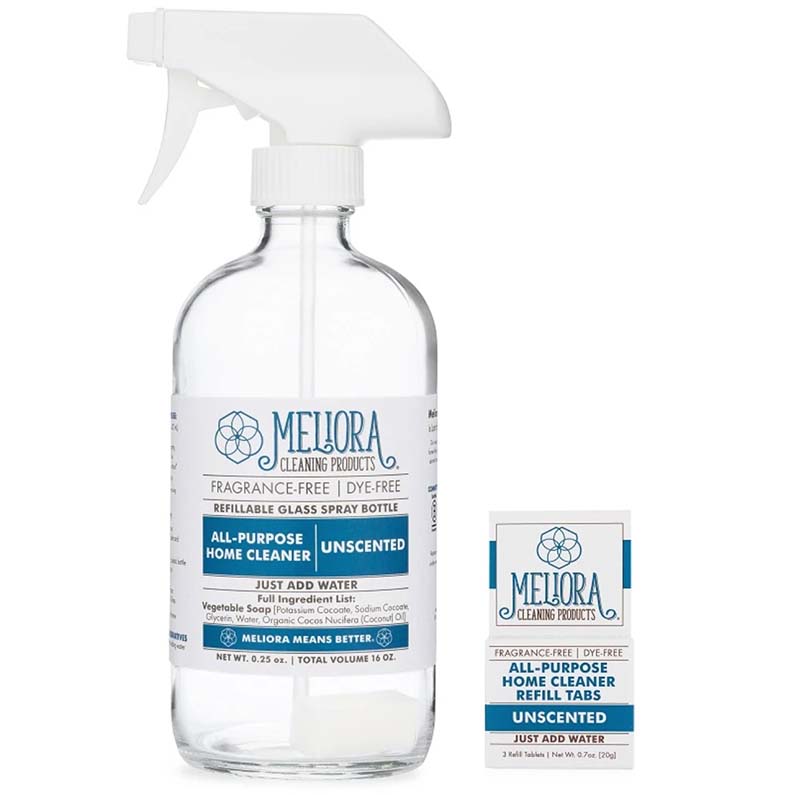 MELIORA
CLEANING PRODUCTS®
FRAGRANCE-FREE | DYE-FREE
REFILLABLE GLASS SPRAY BOTTLE
ALL-PURPOSE
HOME CLEANER
UNSCENTED
JUST ADD WATER
Full Ingredient List:
Vegetable Soap [Potassium Cocoate, Sodium Cocoate,
Glycerin, Water, Organic Cocos Nucifera (Coconut) Oil]
MELIORA MEANS BETTER.
NET WT. 0.25 oz. | TOTAL VOLUME 16 OZ.
MELIORA
CLEANING PRODUCTS®
FRAGRANCE-FREE | DYE-FREE
ALL-PURPOSE
HOME CLEANER
REFILL TABS
UNSCENTED
JUST ADD WATER
3 Refill Tablets | Net Wt. 0.7oz. [20g]